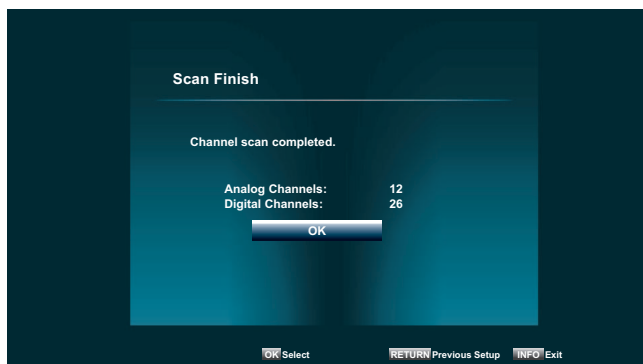 Scan Finish
Channel scan completed.
Analog Channels: 12
Digital Channels: 26
OK
OK Select RETURN Previous Setup INFO Exit